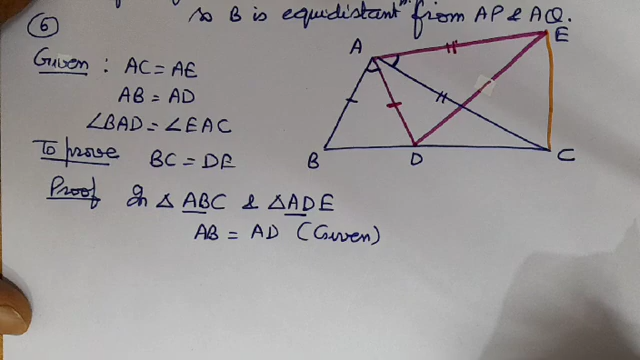 so B is equidistant from AP & AQ.
6
Given : AC = AE
AB = AD
∠BAD = ∠EAC
To prove BC = DE
Proof In △ ABC & △ADE
AB = AD (Given)
A
E
B
D
C